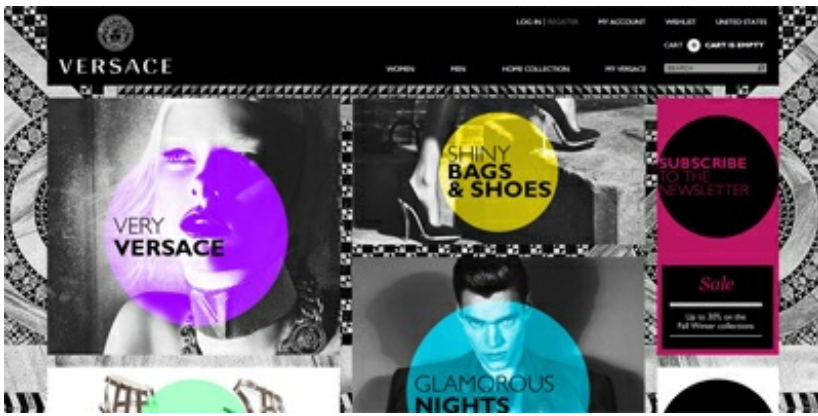 LOG IN | REGISTER
MY ACCOUNT
WISHLIST
UNITED STATES
CART
CART IS EMPTY
VERSACE
WOMEN
MEN
HOME COLLECTION
MY VERSACE
SEARCH
VERY
VERSACE
SHINY
BAGS
& SHOES
SUBSCRIBE
TO THE
NEWSLETTER
Sale
Up to 30% on the
Fall Winter collections
GLAMOROUS
NIGHTS